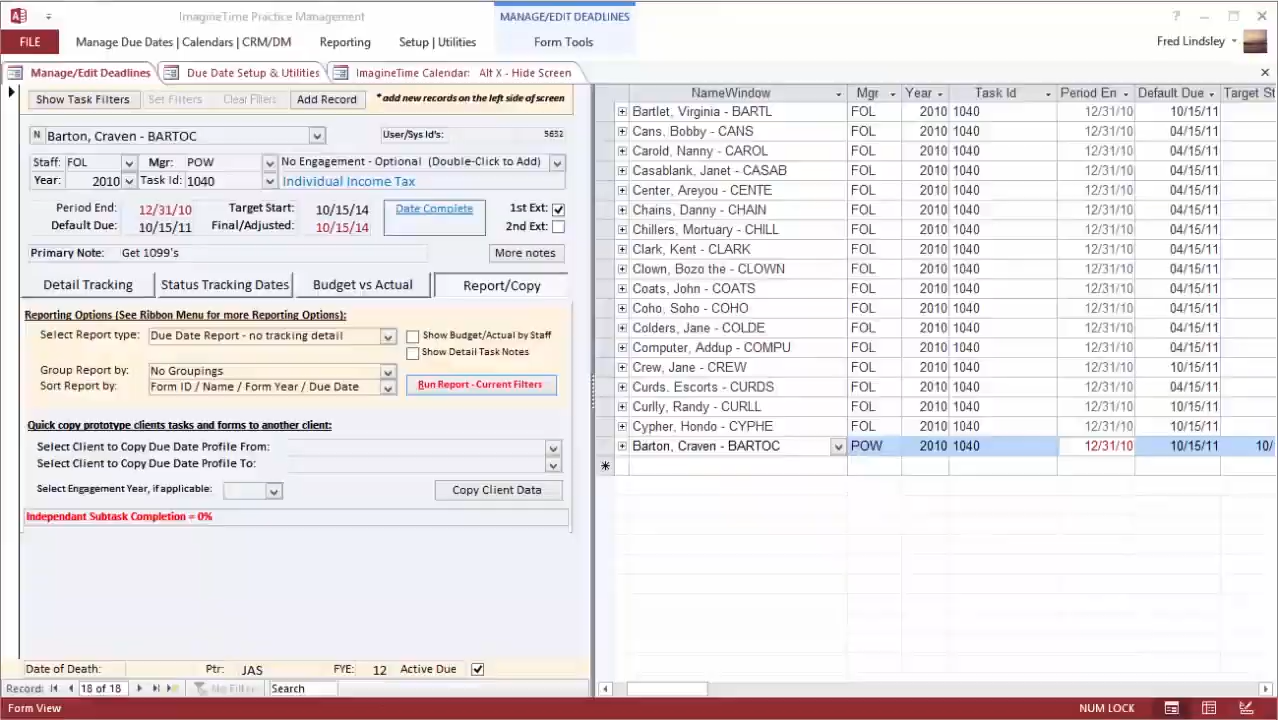 ImagineTime Practice Management
MANAGE/EDIT DEADLINES
?
FILE
Manage Due Dates | Calendars | CRM/DM
Reporting
Setup | Utilities
Form Tools
Fred Lindsley
Manage/Edit Deadlines
Due Date Setup & Utilities
ImagineTime Calendar: Alt X - Hide Screen
Show Task Filters
Set Filters
Clear Filters
Add Record
* add new records on the left side of screen
N
Barton, Craven - BARTOC
User/Sys Id's:
5632
Staff: FOL
Mgr: POW
No Engagement - Optional (Double-Click to Add)
Year: 2010
Task Id: 1040
Individual Income Tax
Period End: 12/31/10
Target Start: 10/15/14
Date Complete
1st Ext:
Default Due: 10/15/11
Final/Adjusted: 10/15/14
2nd Ext:
Primary Note: Get 1099's
More notes
Detail Tracking
Status Tracking Dates
Budget vs Actual
Report/Copy
Reporting Options (See Ribbon Menu for more Reporting Options):
Select Report type: Due Date Report - no tracking detail
Show Budget/Actual by Staff
Show Detail Task Notes
Group Report by: No Groupings
Sort Report by: Form ID / Name / Form Year / Due Date
Run Report - Current Filters
Quick copy prototype clients tasks and forms to another client:
Select Client to Copy Due Date Profile From:
Select Client to Copy Due Date Profile To:
Select Engagement Year, if applicable:
Copy Client Data
Independant Subtask Completion = 0%
Date of Death:
Ptr: JAS
FYE: 12
Active Due
Record: 18 of 18
No Filter
Search
NameWindow Mgr Year Task Id Period En Default Due Target St
Bartlet, Virginia - BARTL FOL 2010 1040 12/31/10 10/15/11
Cans, Bobby - CANS FOL 2010 1040 12/31/10 04/15/11
Carold, Nanny - CAROL FOL 2010 1040 12/31/10 04/15/11
Casablank, Janet - CASAB FOL 2010 1040 12/31/10 04/15/11
Center, Areyou - CENTE FOL 2010 1040 12/31/10 04/15/11
Chains, Danny - CHAIN FOL 2010 1040 12/31/10 04/15/11
Chillers, Mortuary - CHILL FOL 2010 1040 12/31/10 04/15/11
Clark, Kent - CLARK FOL 2010 1040 12/31/10 04/15/11
Clown, Bozo the - CLOWN FOL 2010 1040 12/31/10 04/15/11
Coats, John - COATS FOL 2010 1040 12/31/10 04/15/11
Coho, Soho - COHO FOL 2010 1040 12/31/10 04/15/11
Colders, Jane - COLDE FOL 2010 1040 12/31/10 04/15/11
Computer, Addup - COMPU FOL 2010 1040 12/31/10 04/15/11
Crew, Jane - CREW FOL 2010 1040 12/31/10 10/15/11
Curds. Escorts - CURDS FOL 2010 1040 12/31/10 04/15/11
Curlly, Randy - CURLL FOL 2010 1040 12/31/10 10/15/11
Cypher, Hondo - CYPHE FOL 2010 1040 12/31/10 04/15/11
Barton, Craven - BARTOC POW 2010 1040 12/31/10 10/15/11 10/
Form View
NUM LOCK